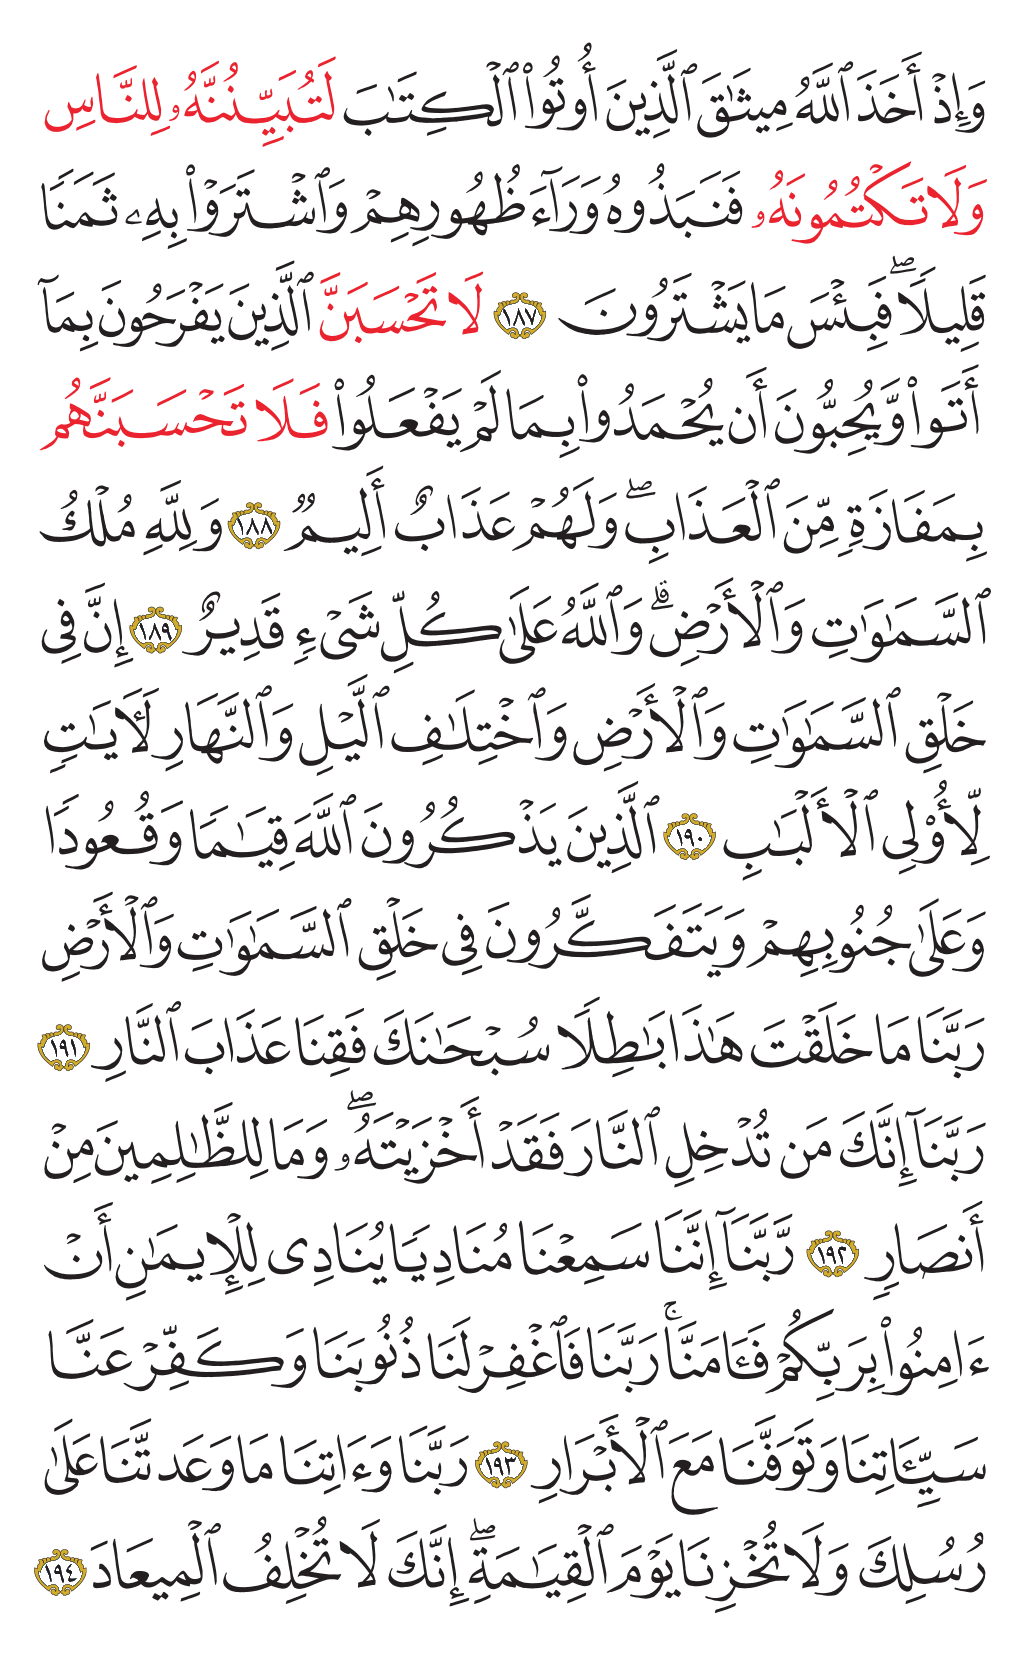 وَإِذْ أَخَذَ ٱللَّهُ مِيثَٰقَ ٱلَّذِينَ أُوتُوا۟ ٱلْكِتَٰبَ لَتُبَيِّنُنَّهُۥ لِلنَّاسِ
وَلَا تَكْتُمُونَهُۥ فَنَبَذُوهُ وَرَآءَ ظُهُورِهِمْ وَٱشْتَرَوْا۟ بِهِۦ ثَمَنًا
قَلِيلًا ۖ فَبِئْسَ مَا يَشْتَرُونَ ١٨٧ لَا تَحْسَبَنَّ ٱلَّذِينَ يَفْرَحُونَ بِمَآ
أَتَوا۟ وَّيُحِبُّونَ أَن يُحْمَدُوا۟ بِمَا لَمْ يَفْعَلُوا۟ فَلَا تَحْسَبَنَّهُم
بِمَفَازَةٍ مِّنَ ٱلْعَذَابِ ۖ وَلَهُمْ عَذَابٌ أَلِيمٌ ١٨٨ وَلِلَّهِ مُلْكُ
ٱلسَّمَٰوَٰتِ وَٱلْأَرْضِ ۗ وَٱللَّهُ عَلَىٰ كُلِّ شَىْءٍ قَدِيرٌ ١٨٩ إِنَّ فِى
خَلْقِ ٱلسَّمَٰوَٰتِ وَٱلْأَرْضِ وَٱخْتِلَٰفِ ٱلَّيْلِ وَٱلنَّهَارِ لَءَايَٰتٍ
لِّأُو۟لِى ٱلْأَلْبَٰبِ ١٩٠ ٱلَّذِينَ يَذْكُرُونَ ٱللَّهَ قِيَٰمًا وَقُعُودًا
وَعَلَىٰ جُنُوبِهِمْ وَيَتَفَكَّرُونَ فِى خَلْقِ ٱلسَّمَٰوَٰتِ وَٱلْأَرْضِ
رَبَّنَا مَا خَلَقْتَ هَٰذَا بَٰطِلًا سُبْحَٰنَكَ فَقِنَا عَذَابَ ٱلنَّارِ ١٩١
رَبَّنَآ إِنَّكَ مَن تُدْخِلِ ٱلنَّارَ فَقَدْ أَخْزَيْتَهُۥ ۖ وَمَا لِلظَّٰلِمِينَ مِنْ
أَنصَارٍ ١٩٢ رَّبَّنَآ إِنَّنَا سَمِعْنَا مُنَادِيًا يُنَادِى لِلْإِيمَٰنِ أَنْ
ءَامِنُوا۟ بِرَبِّكُمْ فَـَٔامَنَّا ۚ رَبَّنَا فَٱغْفِرْ لَنَا ذُنُوبَنَا وَكَفِّرْ عَنَّا
سَيِّـَٔاتِنَا وَتَوَفَّنَا مَعَ ٱلْأَبْرَارِ ١٩٣ رَبَّنَا وَءَاتِنَا مَا وَعَدتَّنَا عَلَىٰ
رُسُلِكَ وَلَا تُخْزِنَا يَوْمَ ٱلْقِيَٰمَةِ ۖ إِنَّكَ لَا تُخْلِفُ ٱلْمِيعَادَ ١٩٤